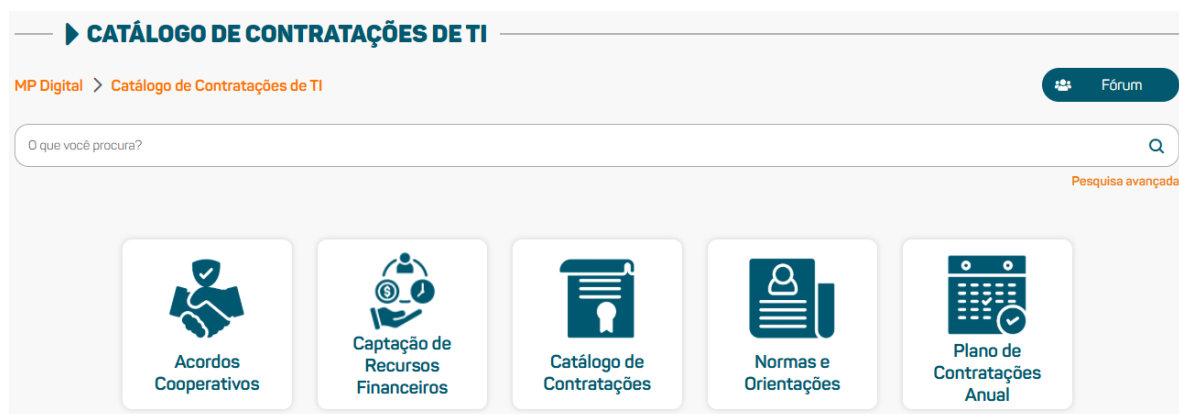 CATÁLOGO DE CONTRATAÇÕES DE TI
MP Digital > Catálogo de Contratações de TI
Fórum
O que você procura?
Pesquisa avançada
Acordos
Cooperativos
Captação de
Recursos
Financeiros
Catálogo de
Contratações
Normas e
Orientações
Plano de
Contratações
Anual